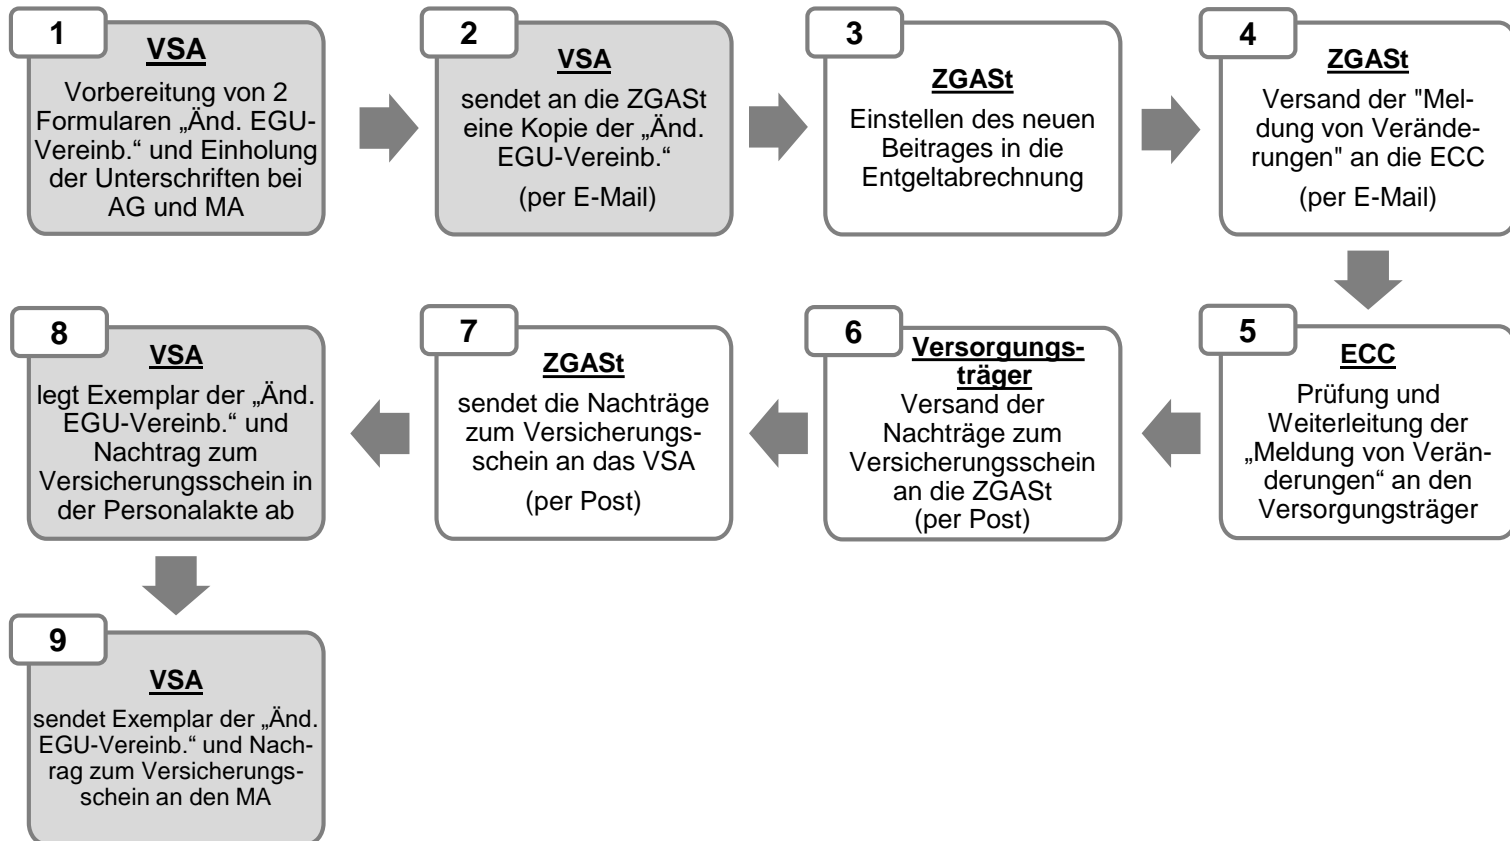 1
VSA
Vorbereitung von 2
Formularen „Änd. EGU-
Vereinb.“ und Einholung
der Unterschriften bei
AG und MA
2
VSA
sendet an die ZGASt
eine Kopie der „Änd.
EGU-Vereinb.“
(per E-Mail)
3
ZGASt
Einstellen des neuen
Beitrages in die
Entgeltabrechnung
4
ZGASt
Versand der "Mel-
dung von Verände-
rungen" an die ECC
(per E-Mail)
5
ECC
Prüfung und
Weiterleitung der
„Meldung von Verän-
derungen“ an den
Versorgungsträger
6
Versorgungs-
träger
Versand der
Nachträge zum
Versicherungsschein
an die ZGASt
(per Post)
7
ZGASt
sendet die Nachträge
zum Versicherungs-
schein an das VSA
(per Post)
8
VSA
legt Exemplar der „Änd.
EGU-Vereinb.“ und
Nachtrag zum
Versicherungsschein in
der Personalakte ab
9
VSA
sendet Exemplar der „Änd.
EGU-Vereinb.“ und Nach-
rag zum Versicherungs-
schein an den MA